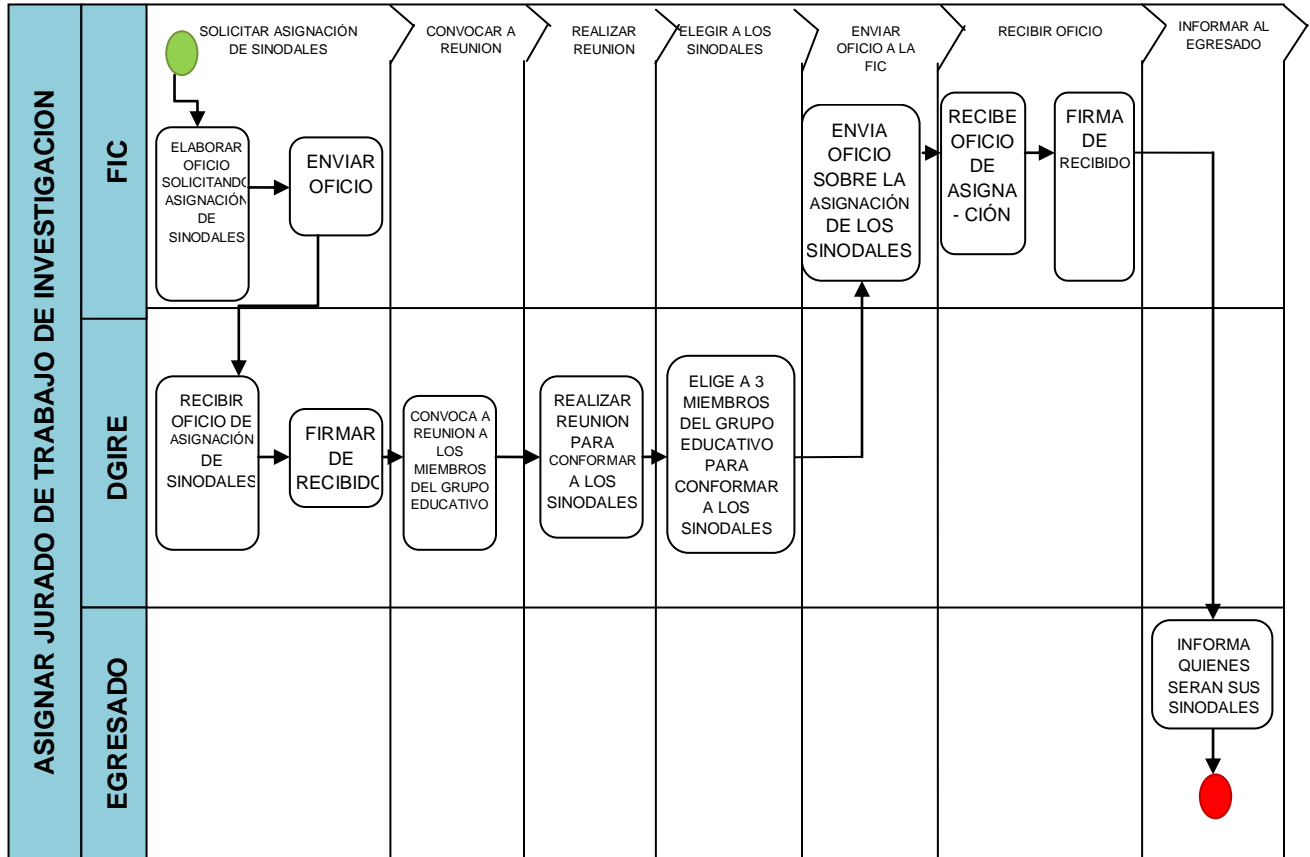 ASIGNAR JURADO DE TRABAJO DE INVESTIGACION
SOLICITAR ASIGNACIÓN
DE SINODALES
CONVOCAR A
REUNION
REALIZAR
REUNION
ELEGIR A LOS
SINODALES
ENVIAR
OFICIO A LA
FIC
RECIBIR OFICIO
INFORMAR AL
EGRESADO
FIC
ELABORAR
OFICIO
SOLICITANDO
ASIGNACIÓN
DE
SINODALES
ENVIAR
OFICIO
ENVIA
OFICIO
SOBRE LA
ASIGNACIÓN
DE LOS
SINODALES
RECIBE
OFICIO
DE
ASIGNA
- CIÓN
FIRMA
DE
RECIBIDO
DGIRE
RECIBIR
OFICIO DE
ASIGNACIÓN
DE
SINODALES
FIRMAR
DE
RECIBIDO
CONVOCA A
REUNION A
LOS
MIEMBROS
DEL GRUPO
EDUCATIVO
REALIZAR
REUNION
PARA
CONFORMAR
A LOS
SINODALES
ELIGE A 3
MIEMBROS
DEL GRUPO
EDUCATIVO
PARA
CONFORMAR
A LOS
SINODALES
EGRESADO
INFORMA
QUIENES
SERAN SUS
SINODALES